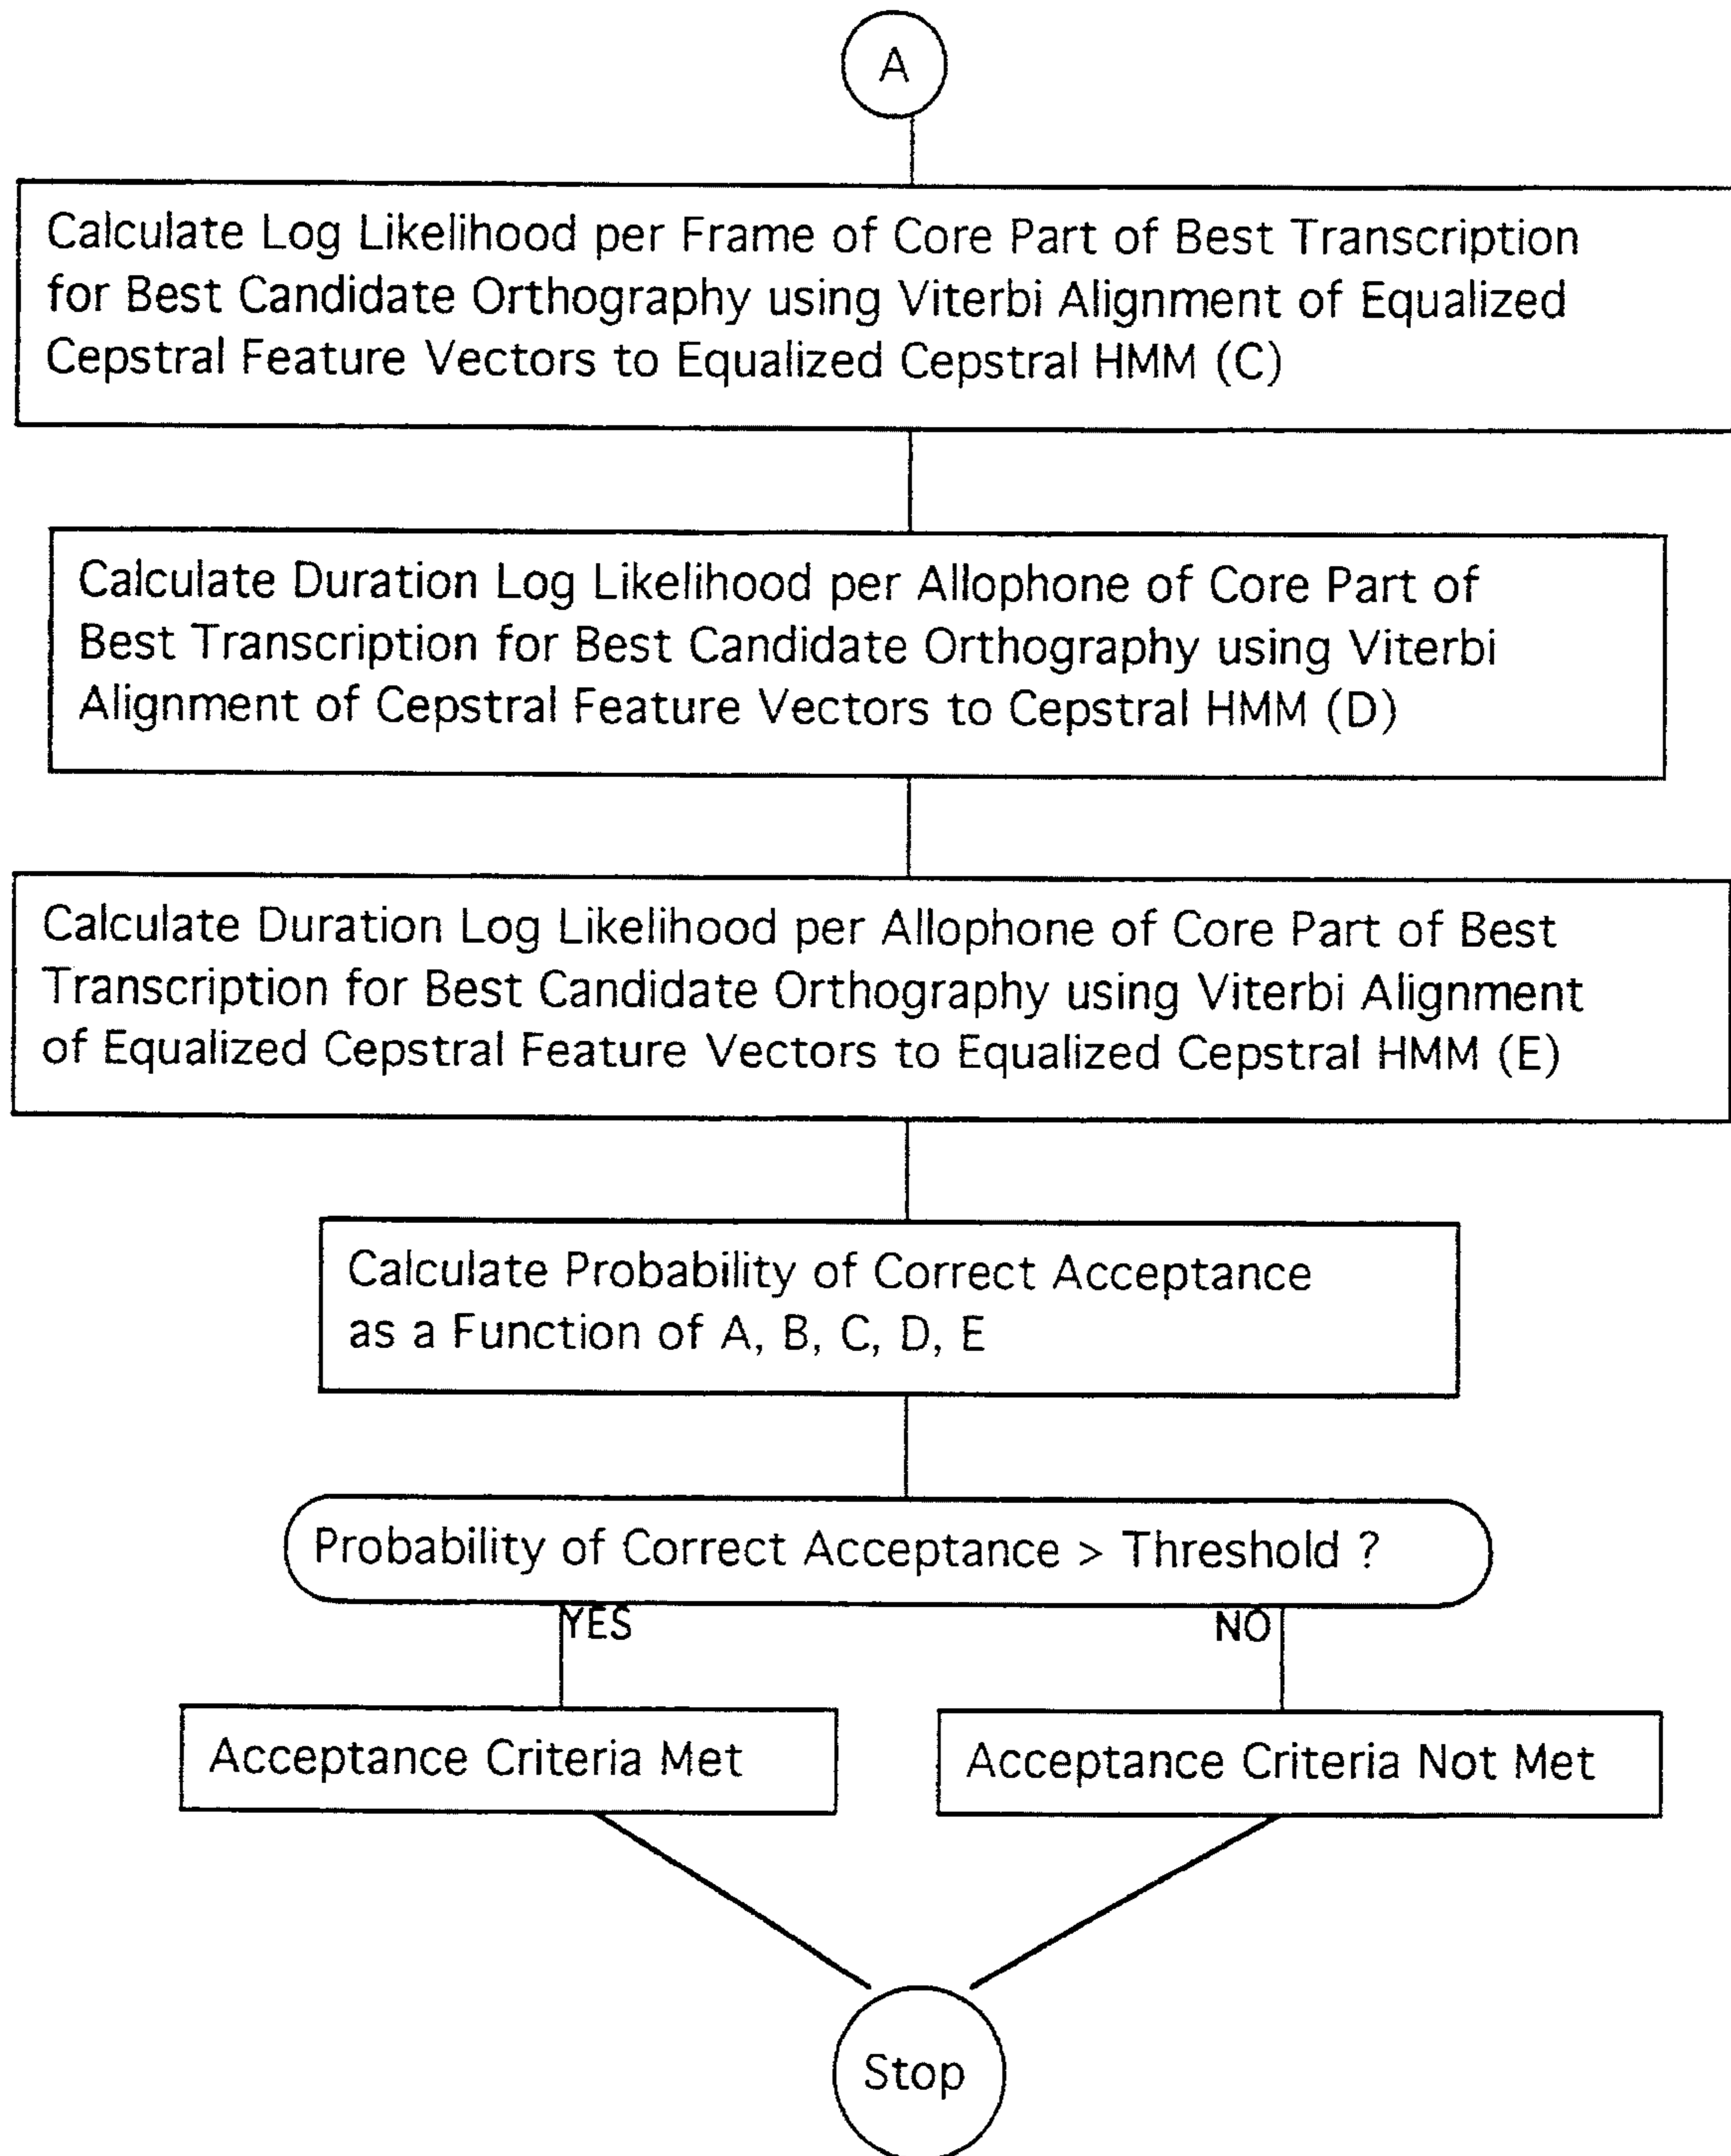 A
Calculate Log Likelihood per Frame of Core Part of Best Transcription
for Best Candidate Orthography using Viterbi Alignment of Equalized
Cepstral Feature Vectors to Equalized Cepstral HMM (C)
Calculate Duration Log Likelihood per Allophone of Core Part of
Best Transcription for Best Candidate Orthography using Viterbi
Alignment of Cepstral Feature Vectors to Cepstral HMM (D)
Calculate Duration Log Likelihood per Allophone of Core Part of Best
Transcription for Best Candidate Orthography using Viterbi Alignment
of Equalized Cepstral Feature Vectors to Equalized Cepstral HMM (E)
Calculate Probability of Correct Acceptance
as a Function of A, B, C, D, E
Probability of Correct Acceptance > Threshold ?
YES
NO
Acceptance Criteria Met
Acceptance Criteria Not Met
Stop